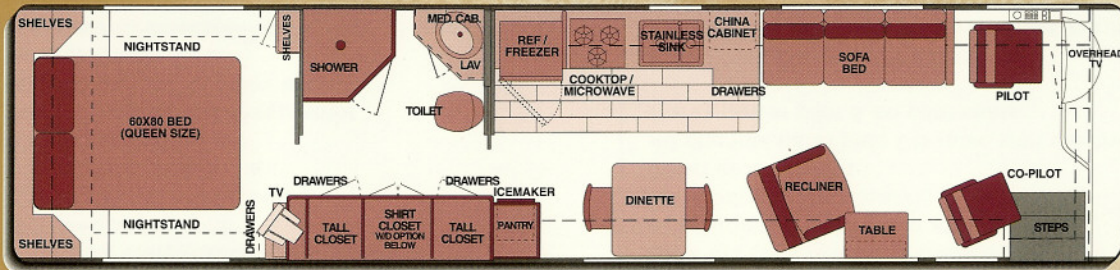 SHELVES
NIGHTSTAND
60X80 BED
(QUEEN SIZE)
NIGHTSTAND
SHELVES
SHELVES
SHOWER
MED. CAB.
LAV
TOILET
DRAWERS
TV
DRAWERS
DRAWERS
TALL
CLOSET
SHIRT
CLOSET
W/D OPTION
BELOW
TALL
CLOSET
ICEMAKER
PANTRY
REF /
FREEZER
COOKTOP /
MICROWAVE
STAINLESS
SINK
CHINA
CABINET
DRAWERS
DINETTE
SOFA
BED
RECLINER
TABLE
PILOT
OVERHEAD
TV
CO-PILOT
STEPS